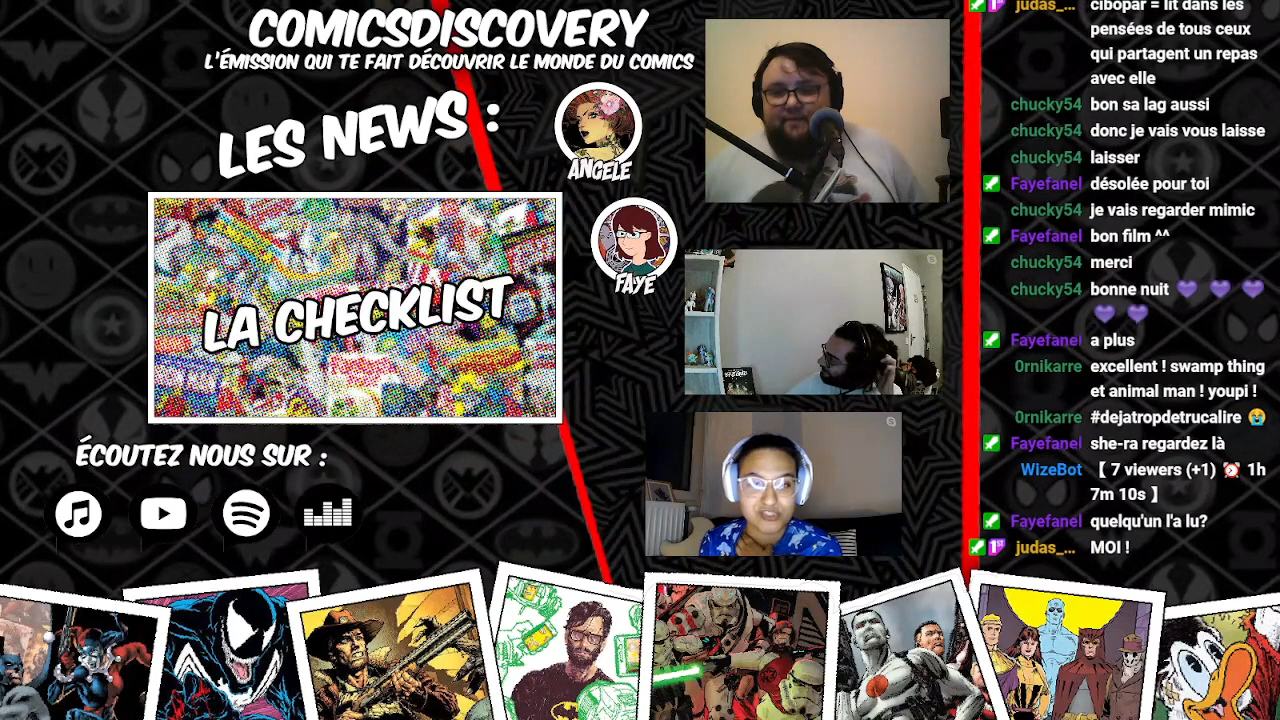 COMICSDISCOVERY
L'ÉMISSION QUI TE FAIT DÉCOUVRIR LE MONDE DU COMICS
LES NEWS :
ANGELE
FAYE
LA CHECKLIST
ÉCOUTEZ NOUS SUR :
judas_... cibopar = lit dans les
pensées de tous ceux
qui partagent un repas
avec elle
chucky54 bon sa lag aussi
chucky54 donc je vais vous laisse
chucky54 laisser
Fayefanel désolée pour toi
chucky54 je vais regarder mimic
Fayefanel bon film ^^
chucky54 merci
chucky54 bonne nuit 💜 💜 💜
💜 💜
Fayefanel a plus
0rnikarre excellent ! swamp thing
et animal man ! youpi !
0rnikarre #dejatropdetrucalire 😭
Fayefanel she-ra regardez là
WizeBot 【 7 viewers (+1) ⏰ 1h
7m 10s 】
Fayefanel quelqu'un l'a lu?
judas_... MOI !